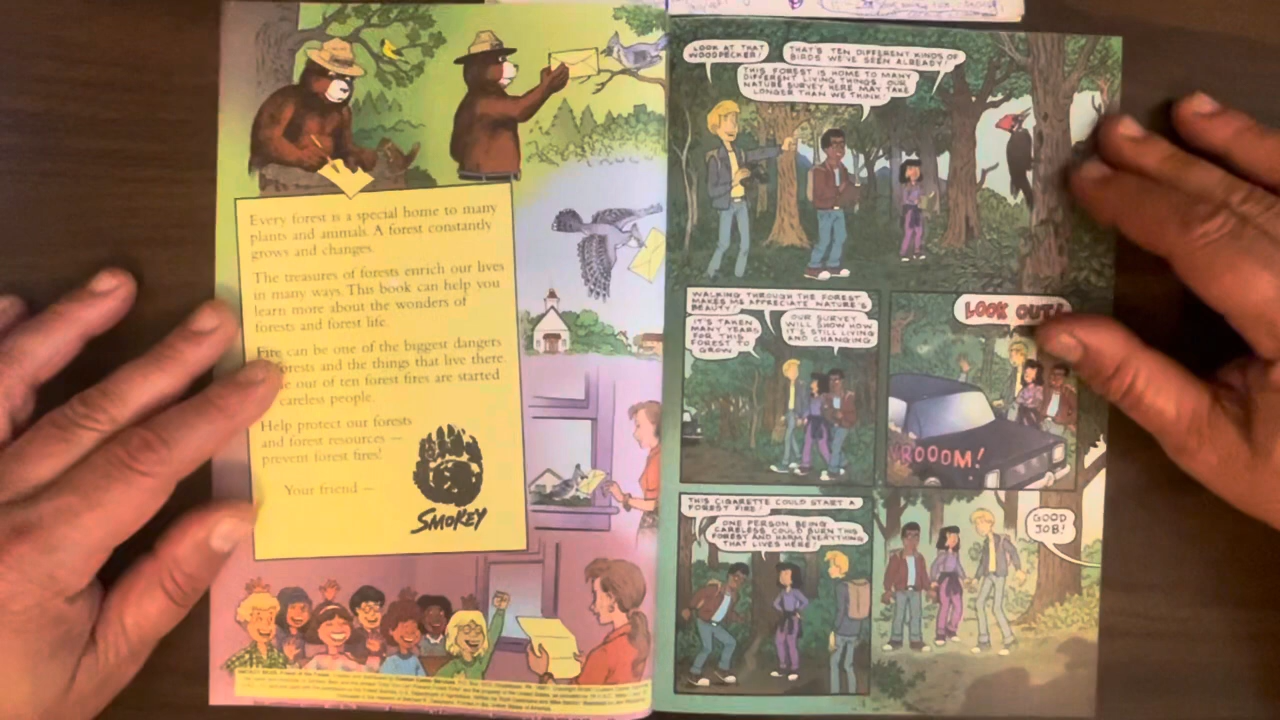 Every forest is a special home to many
plants and animals. A forest constantly
grows and changes.
The treasures of forests enrich our lives
in many ways. This book can help you
learn more about the wonders of
forests and forest life.
Fire can be one of the biggest dangers
orests and the things that live there.
e out of ten forest fires are started
careless people.
Help protect our forests
and forest resources —
prevent forest fires!
Your friend —
SMOKEY
LOOK AT THAT
WOODPECKER!
THAT'S TEN DIFFERENT KINDS OF
BIRDS WE'VE SEEN ALREADY!
THIS FOREST IS HOME TO MANY
DIFFERENT LIVING THINGS. OUR
NATURE SURVEY HERE MAY TAKE
LONGER THAN WE THINK!
WALKING THROUGH THE FOREST
MAKES ME APPRECIATE NATURE'S
BEAUTY!
IT'S TAKEN
MANY YEARS
FOR THIS
FOREST TO
GROW.
OUR SURVEY
WILL SHOW HOW
IT'S STILL LIVING
AND CHANGING.
LOOK OUT!
VROOOM!
THIS CIGARETTE COULD START A
FOREST FIRE!
ONE PERSON BEING
CARELESS COULD BURN THIS
FOREST AND HARM EVERYTHING
THAT LIVES HERE!
GOOD
JOB!